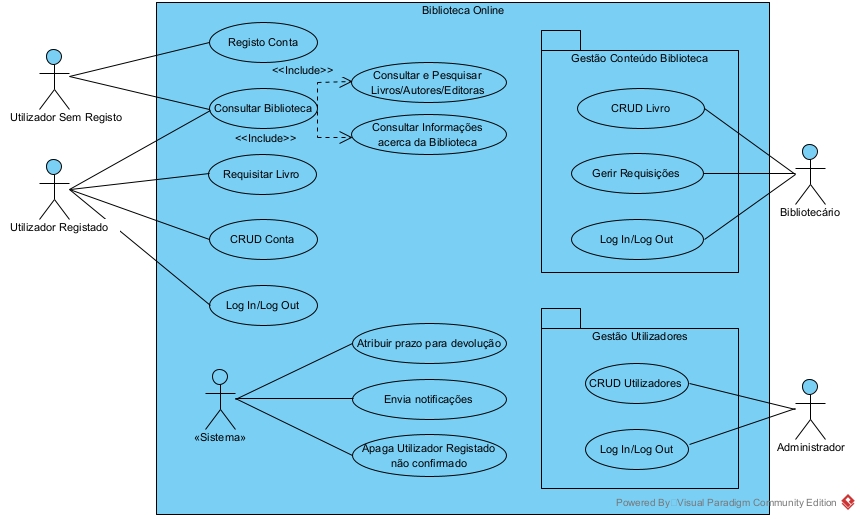 Biblioteca Online
Registo Conta
<<Include>>
Consultar e Pesquisar
Livros/Autores/Editoras
Consultar Biblioteca
<<Include>>
Consultar Informações
acerca da Biblioteca
Requisitar Livro
CRUD Conta
Log In/Log Out
Utilizador Sem Registo
Utilizador Registado
Gestão Conteúdo Biblioteca
CRUD Livro
Gerir Requisições
Log In/Log Out
Bibliotecário
«Sistema»
Atribuir prazo para devolução
Envia notificações
Apaga Utilizador Registado
não confirmado
Gestão Utilizadores
CRUD Utilizadores
Log In/Log Out
Administrador
Powered By: Visual Paradigm Community Edition